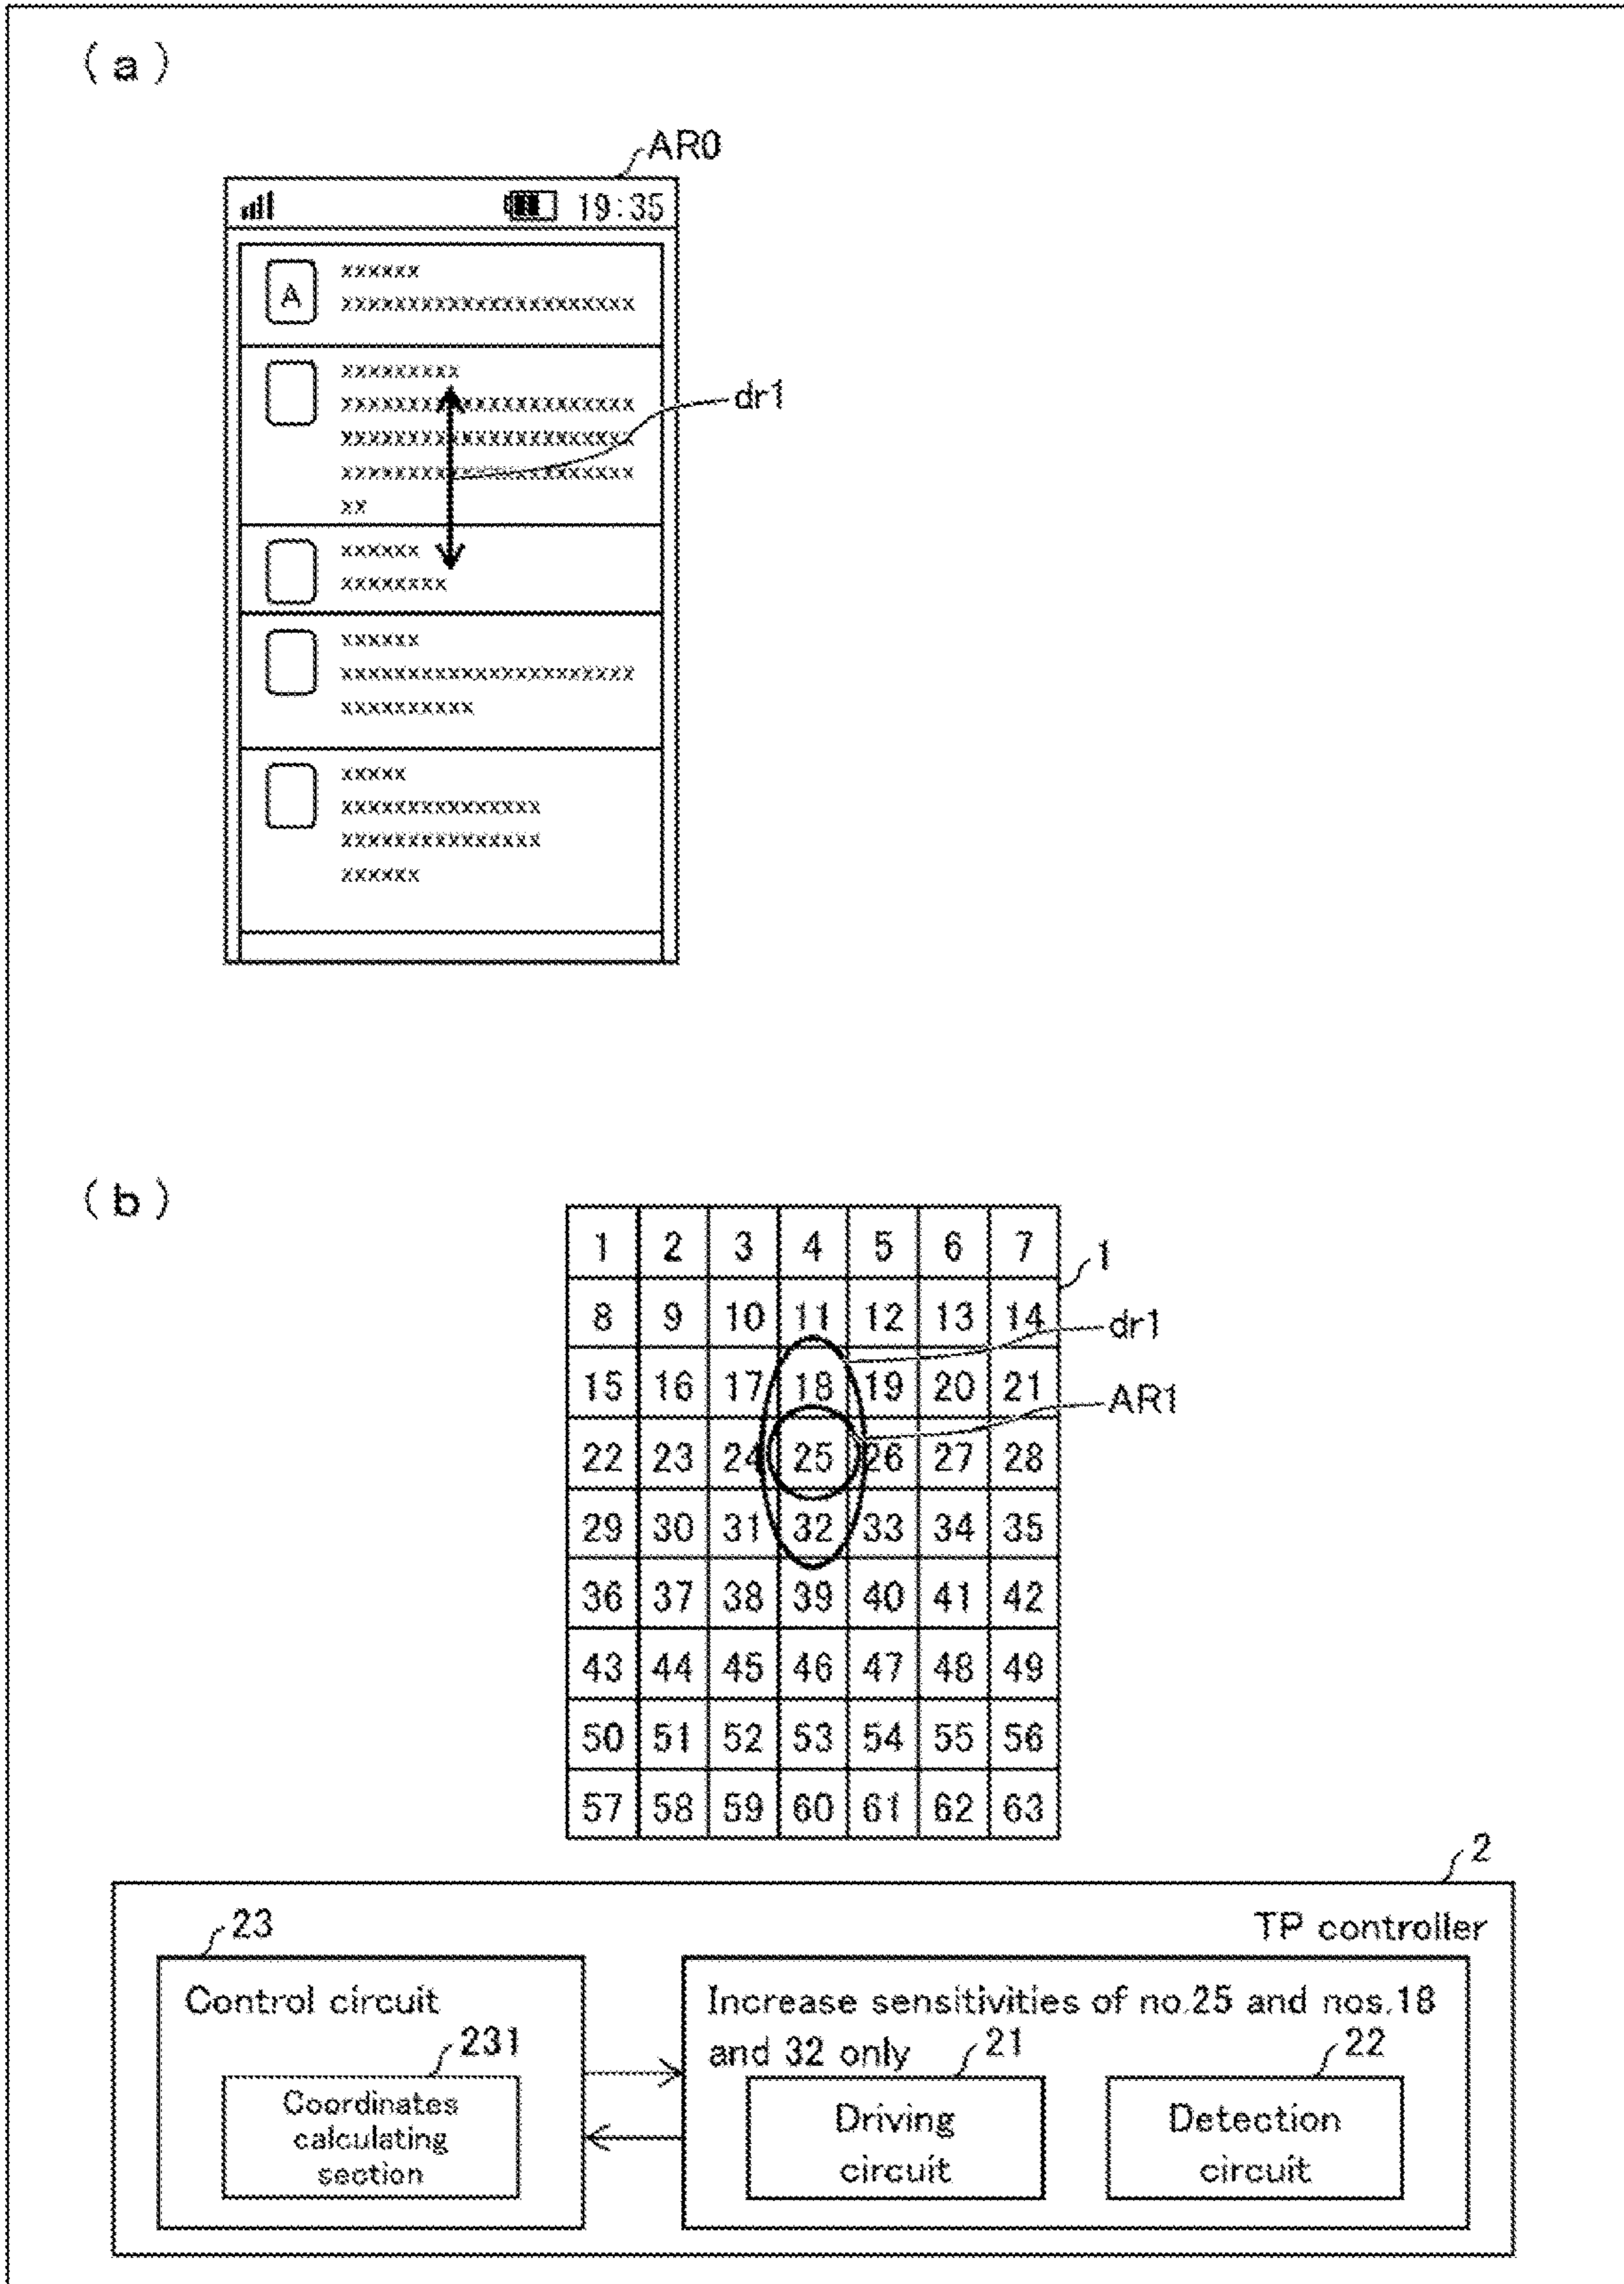 (a)
AR0
19:35
A
xxxxxx
xxxxxxxxxxxxxxxxxxxxxx
xxxxxxxxx
xxxxxxxxxxxxxxxxxxxxxx
dr1
xxxxxxxxxxxxxxxxxxxxxx
xxxxxxxxxxxxxxxxxxxxxx
xx
xxxxxx
xxxxxxxx
xxxxxx
xxxxxxxxxxxxxxxxxxxxxx
xxxxxxxxxx
xxxxx
xxxxxxxxxxxxxxx
xxxxxxxxxxxxxxx
xxxxxx
(b)
1 2 3 4 5 6 7
1
8 9 10 11 12 13 14
dr1
15 16 17 18 19 20 21
AR1
22 23 24 25 26 27 28
29 30 31 32 33 34 35
36 37 38 39 40 41 42
43 44 45 46 47 48 49
50 51 52 53 54 55 56
57 58 59 60 61 62 63
2
TP controller
23
Control circuit
231
Coordinates
calculating
section
Increase sensitivities of no.25 and nos.18
and 32 only
21
Driving
circuit
22
Detection
circuit